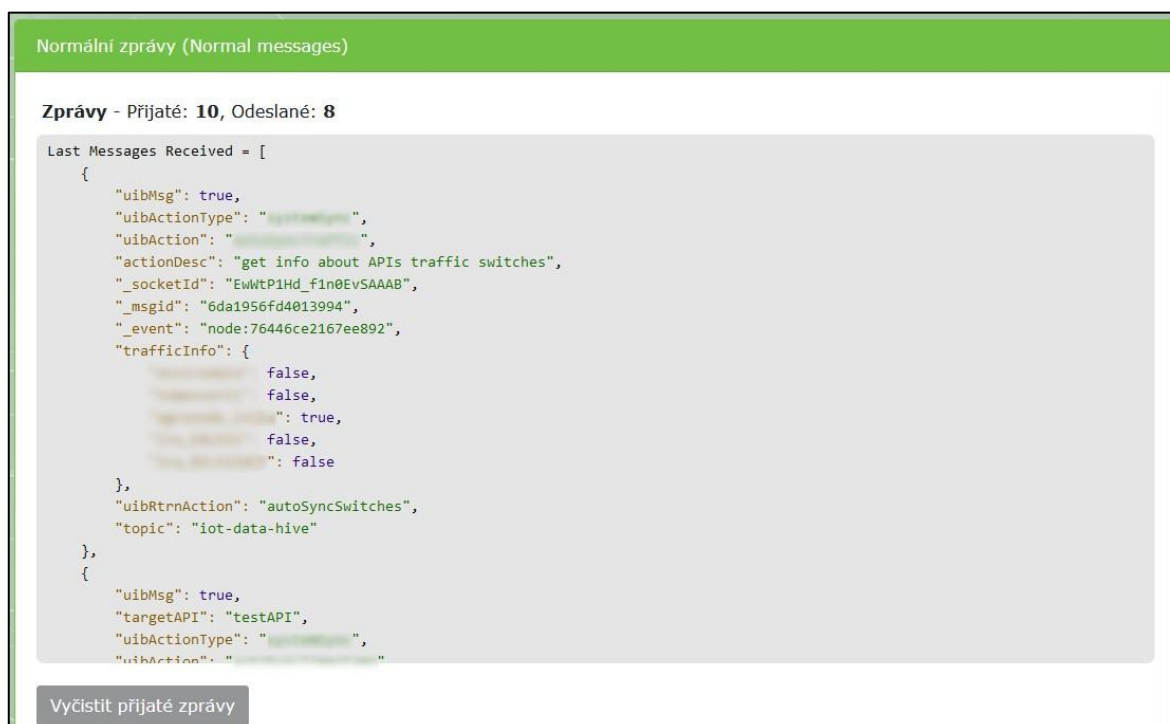 Normální zprávy (Normal messages)
Zprávy - Přijaté: 10, Odeslané: 8
Last Messages Received = [
{
"uibMsg": true,
"uibActionType": "",
"uibAction": "",
"actionDesc": "get info about APIs traffic switches",
"_socketId": "EwWtP1Hd_f1n0EvSAAAB",
"_msgid": "6da1956fd4013994",
"_event": "node:76446ce2167ee892",
"trafficInfo": {
false,
false,
": true,
false,
": false
},
"uibRtrnAction": "autoSyncSwitches",
"topic": "iot-data-hive"
},
{
"uibMsg": true,
"targetAPI": "testAPI",
"uibActionType": "",
"uibAction": ""
Vyčistit přijaté zprávy